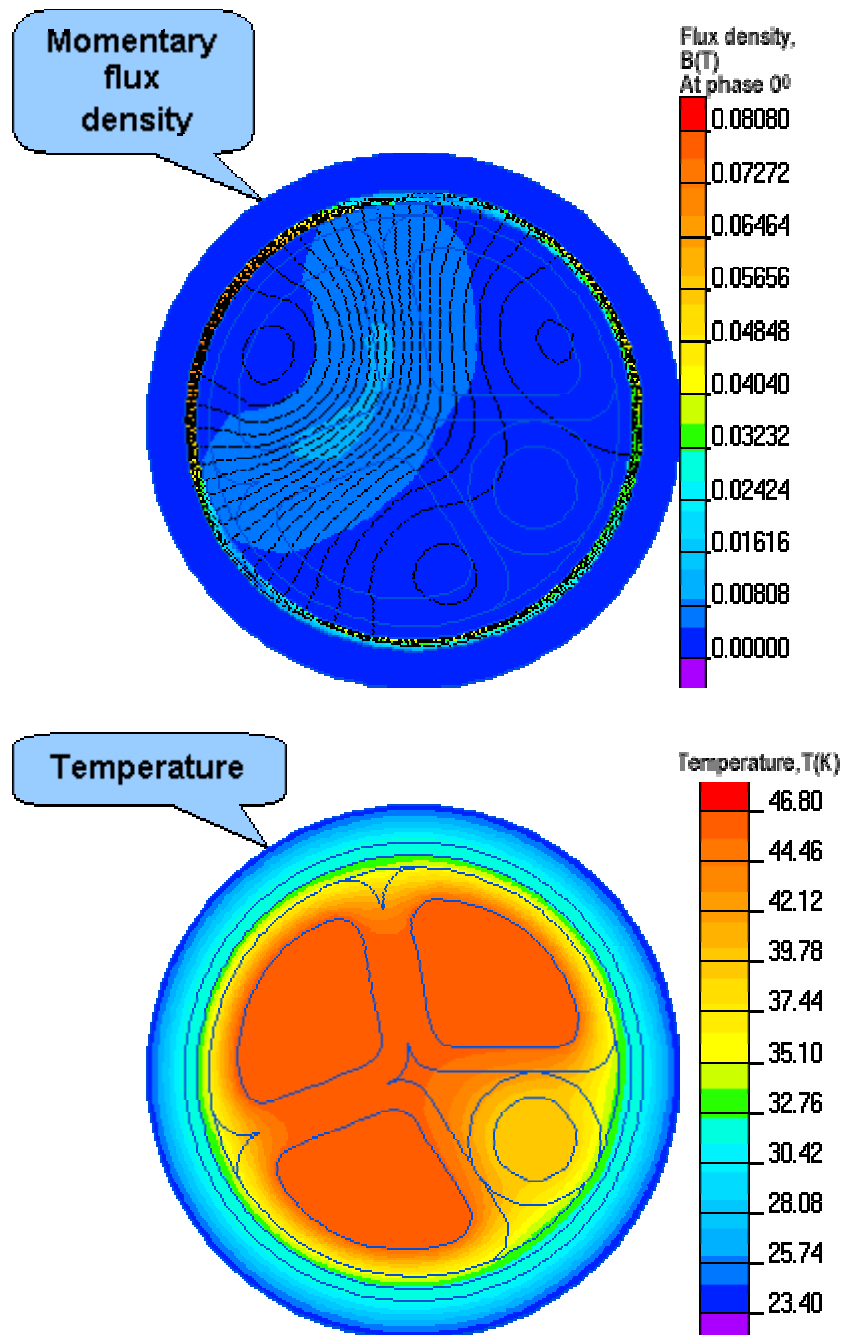 Momentary
flux
density
Flux density,
B(T)
At phase 0º
0.08080
0.07272
0.06464
0.05656
0.04848
0.04040
0.03232
0.02424
0.01616
0.00808
0.00000
Temperature
Temperature,T(K)
46.80
44.46
42.12
39.78
37.44
35.10
32.76
30.42
28.08
25.74
23.40